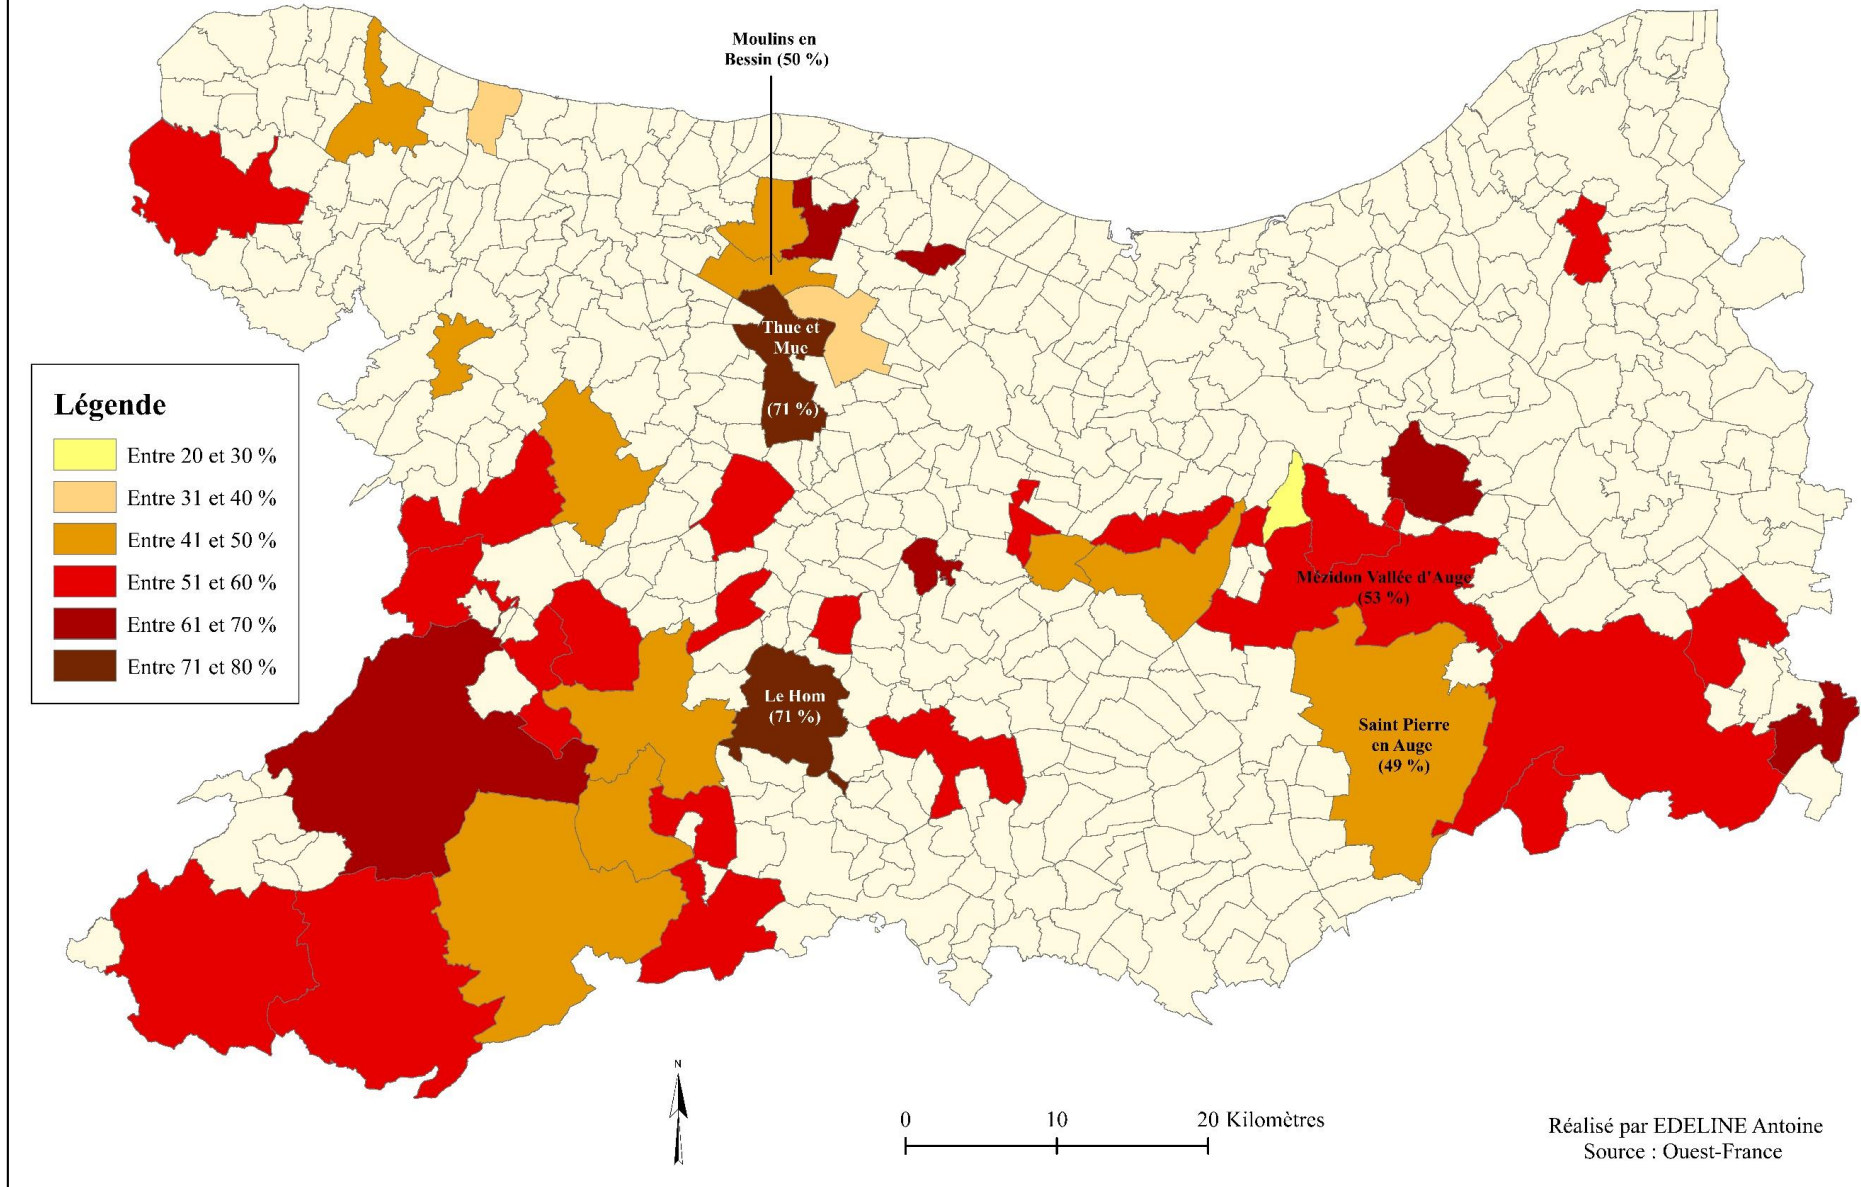 Moulins en
Bessin (50 %)
Thue et
Muc
(71 %)
Légende
Entre 20 et 30 %
Entre 31 et 40 %
Entre 41 et 50 %
Entre 51 et 60 %
Entre 61 et 70 %
Entre 71 et 80 %
Mézidon Vallée d'Auge
(53 %)
Le Hom
(71 %)
Saint Pierre
en Auge
(49 %)
N
0 10 20 Kilomètres
Réalisé par EDELINE Antoine
Source : Ouest-France